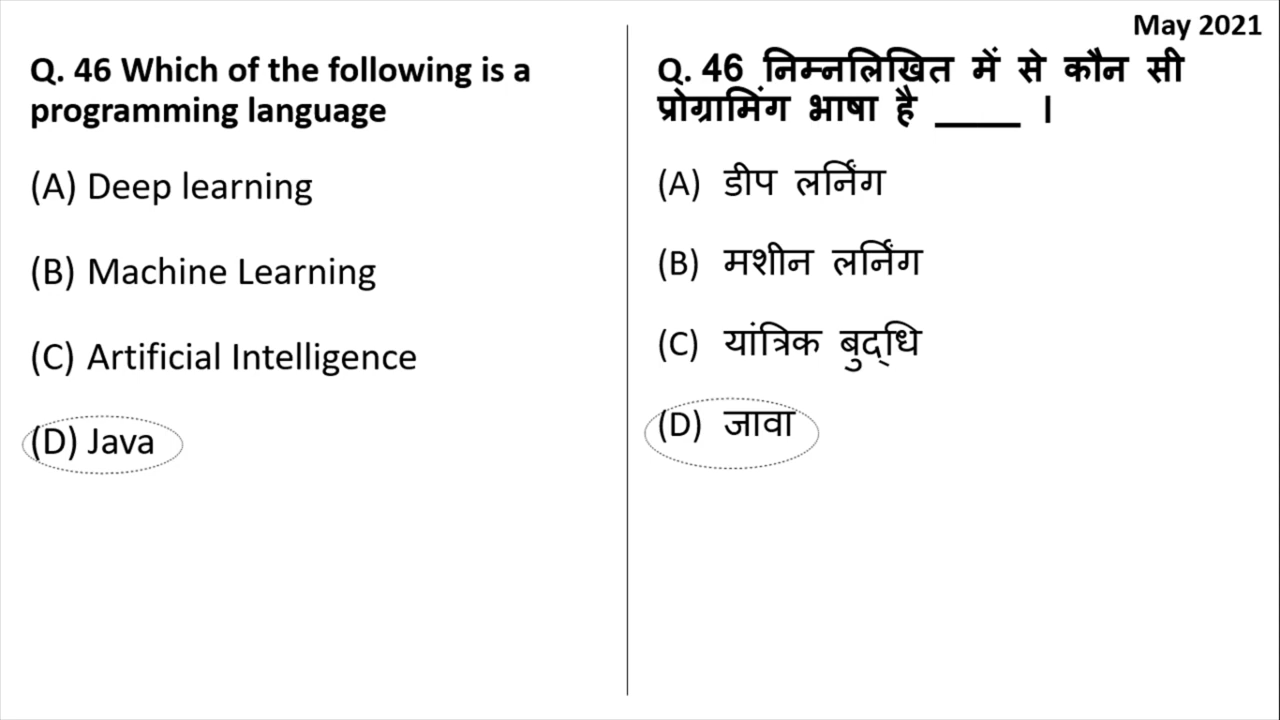 May 2021
Q. 46 Which of the following is a
programming language
(A) Deep learning
(B) Machine Learning
(C) Artificial Intelligence
(D) Java
Q. 46 निम्नलिखित में से कौन सी
प्रोग्रामिंग भाषा है _____ ।
(A) डीप लर्निंग
(B) मशीन लर्निंग
(C) यांत्रिक बुद्धि
(D) जावा